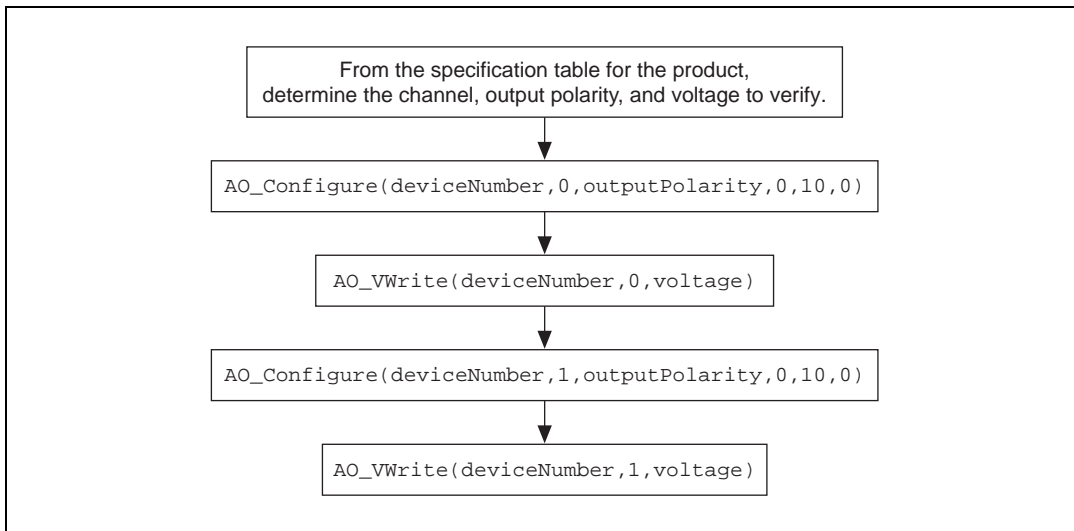 From the specification table for the product,
determine the channel, output polarity, and voltage to verify.
AO_Configure(deviceNumber,0,outputPolarity,0,10,0)
AO_VWrite(deviceNumber,0,voltage)
AO_Configure(deviceNumber,1,outputPolarity,0,10,0)
AO_VWrite(deviceNumber,1,voltage)